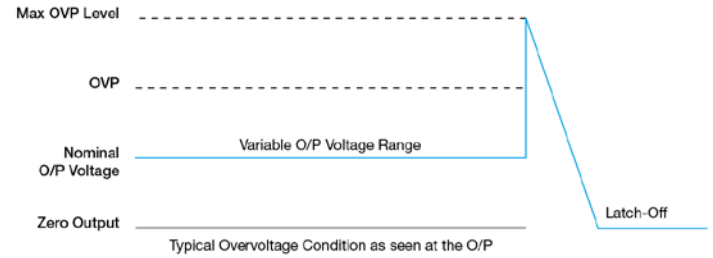 Max OVP Level
OVP
Variable O/P Voltage Range
Nominal
O/P Voltage
Zero Output
Latch-Off
Typical Overvoltage Condition as seen at the O/P